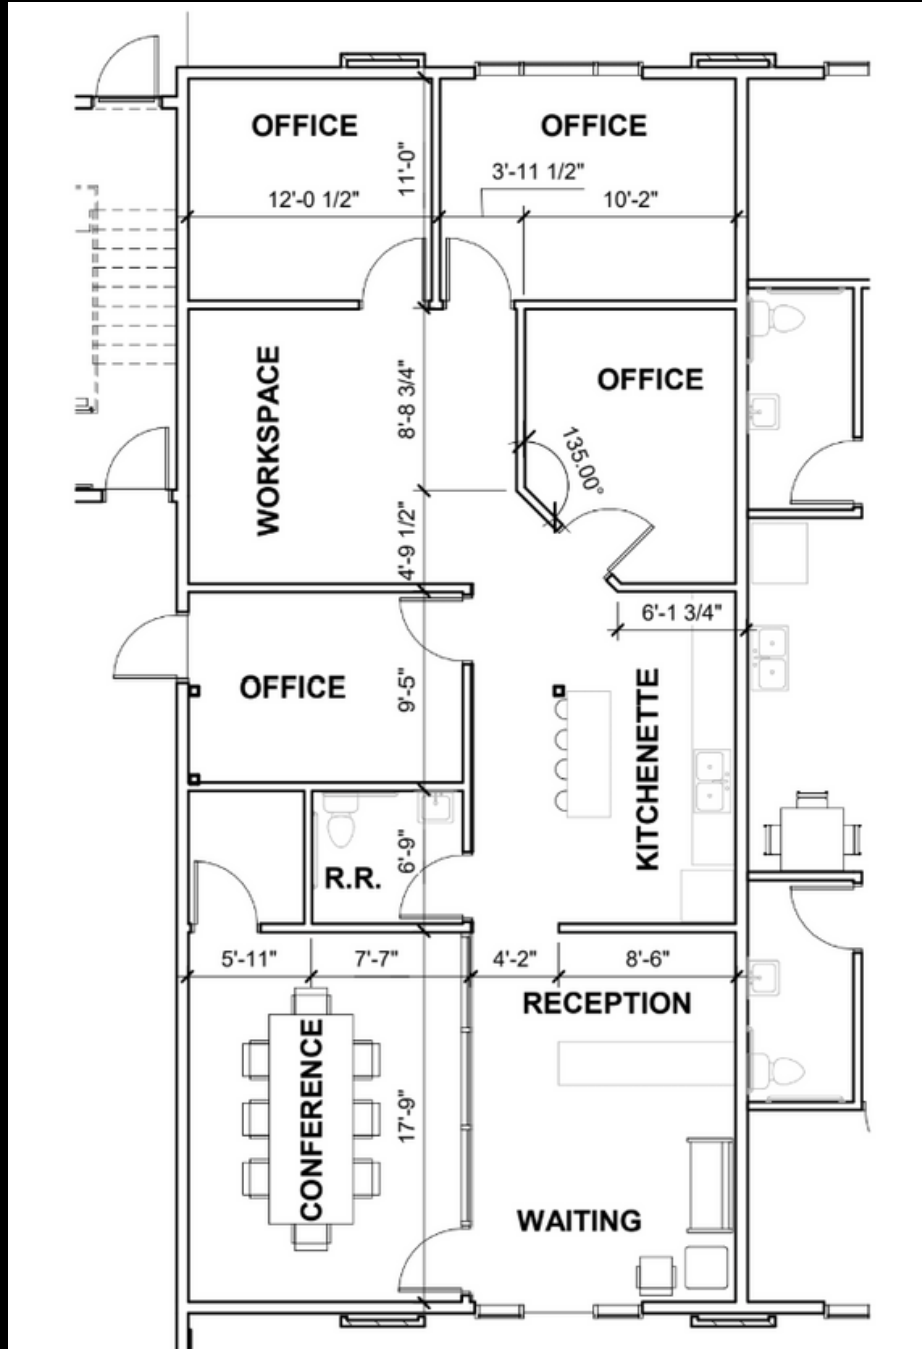 OFFICE
OFFICE
11'-0"
3'-11 1/2"
12'-0 1/2"
10'-2"
WORKSPACE
8'-8 3/4"
OFFICE
135.00°
4'-9 1/2"
6'-1 3/4"
OFFICE
9'-5"
KITCHENETTE
6'-9"
R.R.
5'-11"
7'-7"
4'-2"
8'-6"
RECEPTION
CONFERENCE
17'-9"
WAITING